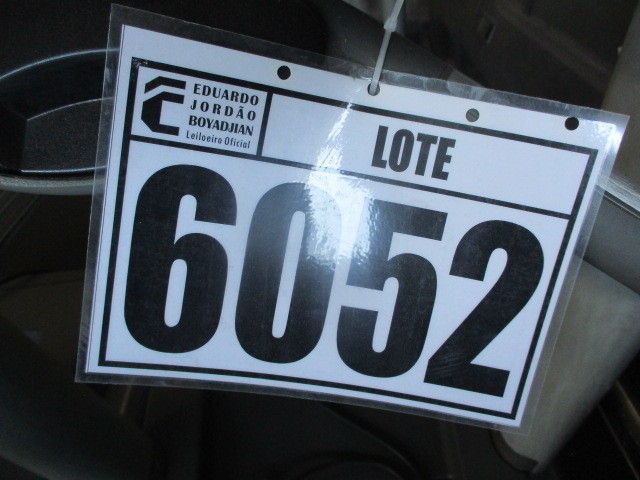 EDUARDO
JORDÃO
BOYADJIAN
Leiloeiro Oficial
LOTE
6052